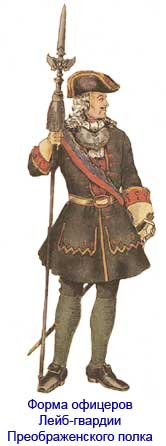 Форма офицеров
Лейб-гвардии
Преображенского полка